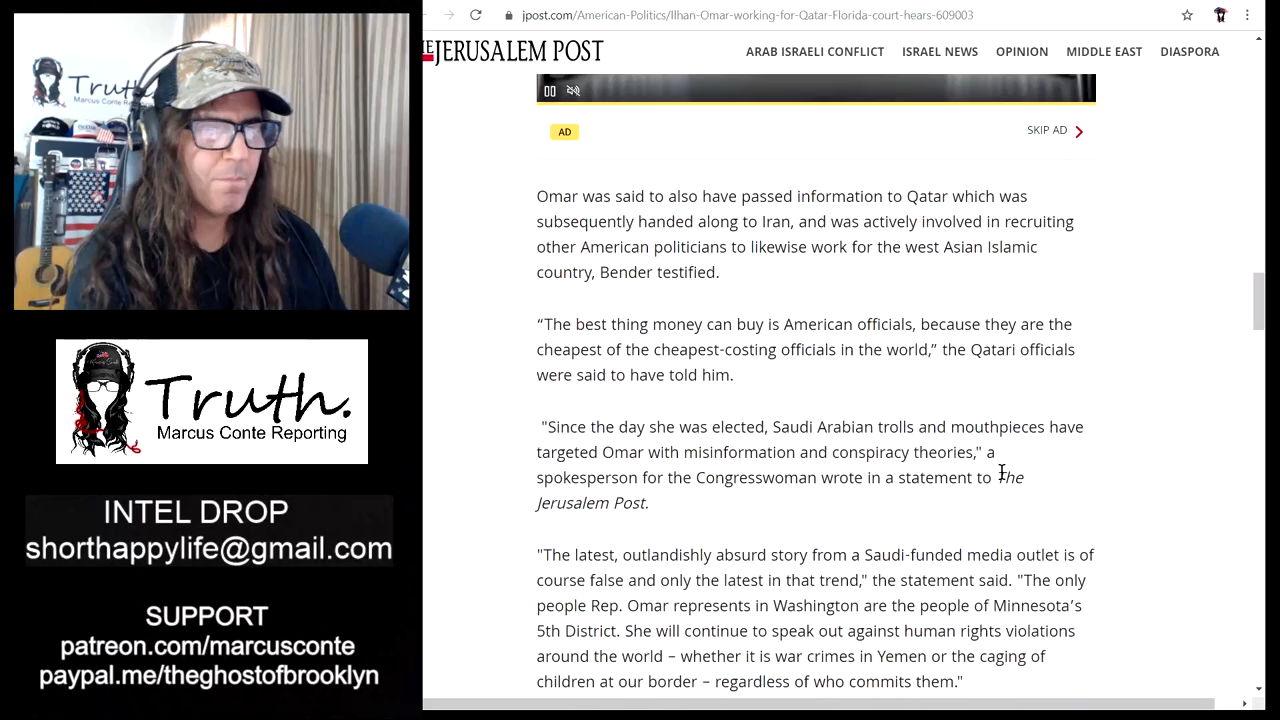 Truth.
Marcus Conte Reporting
Truth.
Marcus Conte Reporting
INTEL DROP
shorthappylife@gmail.com
SUPPORT
patreon.com/marcusconte
paypal.me/theghostofbrooklyn
jpost.com/American-Politics/Ilhan-Omar-working-for-Qatar-Florida-court-hears-609003
HE JERUSALEM POST
ARAB ISRAELI CONFLICT ISRAEL NEWS OPINION MIDDLE EAST DIASPORA
AD
SKIP AD
Omar was said to also have passed information to Qatar which was
subsequently handed along to Iran, and was actively involved in recruiting
other American politicians to likewise work for the west Asian Islamic
country, Bender testified.
“The best thing money can buy is American officials, because they are the
cheapest of the cheapest-costing officials in the world,” the Qatari officials
were said to have told him.
"Since the day she was elected, Saudi Arabian trolls and mouthpieces have
targeted Omar with misinformation and conspiracy theories," a
spokesperson for the Congresswoman wrote in a statement to The
Jerusalem Post.
"The latest, outlandishly absurd story from a Saudi-funded media outlet is of
course false and only the latest in that trend," the statement said. "The only
people Rep. Omar represents in Washington are the people of Minnesota’s
5th District. She will continue to speak out against human rights violations
around the world – whether it is war crimes in Yemen or the caging of
children at our border – regardless of who commits them."